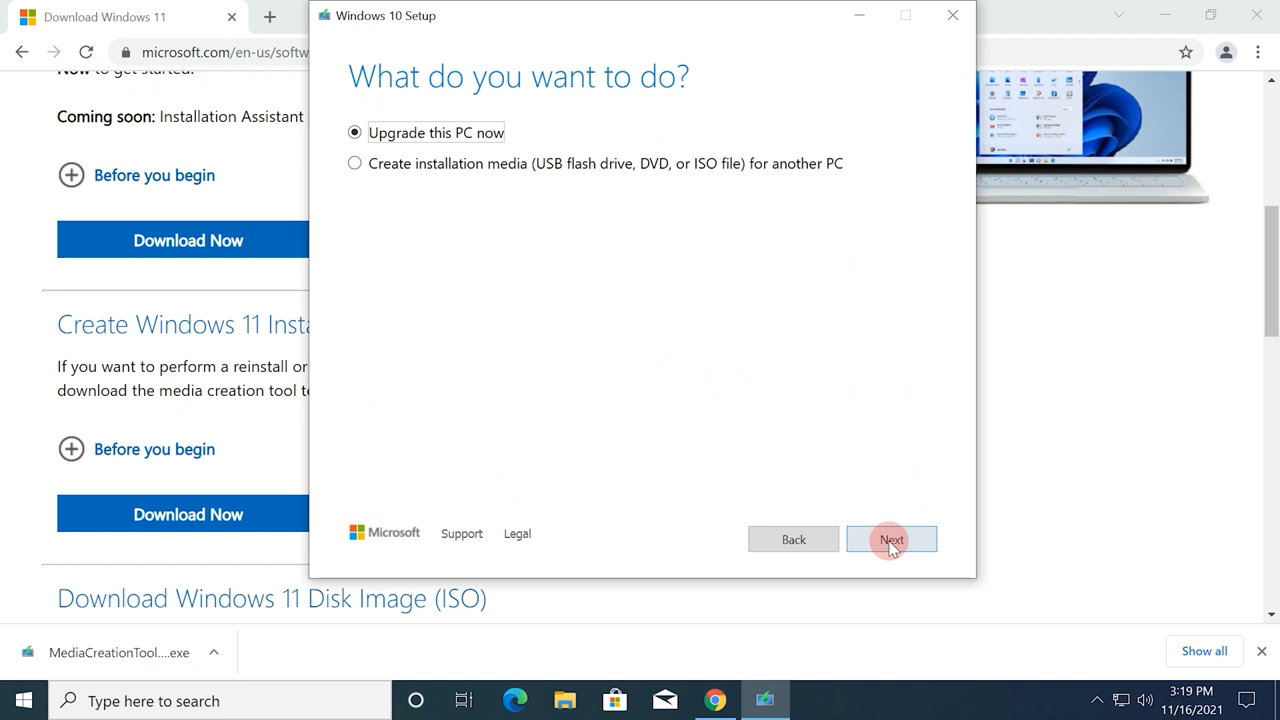 Download Windows 11
microsoft.com/en-us/softw
Windows 10 Setup
What do you want to do?
Upgrade this PC now
Create installation media (USB flash drive, DVD, or ISO file) for another PC
to get started.
Coming soon: Installation Assistant
Before you begin
Download Now
Create Windows 11 Inst
If you want to perform a reinstall or
download the media creation tool t
Before you begin
Download Now
Microsoft
Support
Legal
Back
Next
Download Windows 11 Disk Image (ISO)
MediaCreationTool....exe
Show all
Type here to search
3:19 PM
11/16/2021